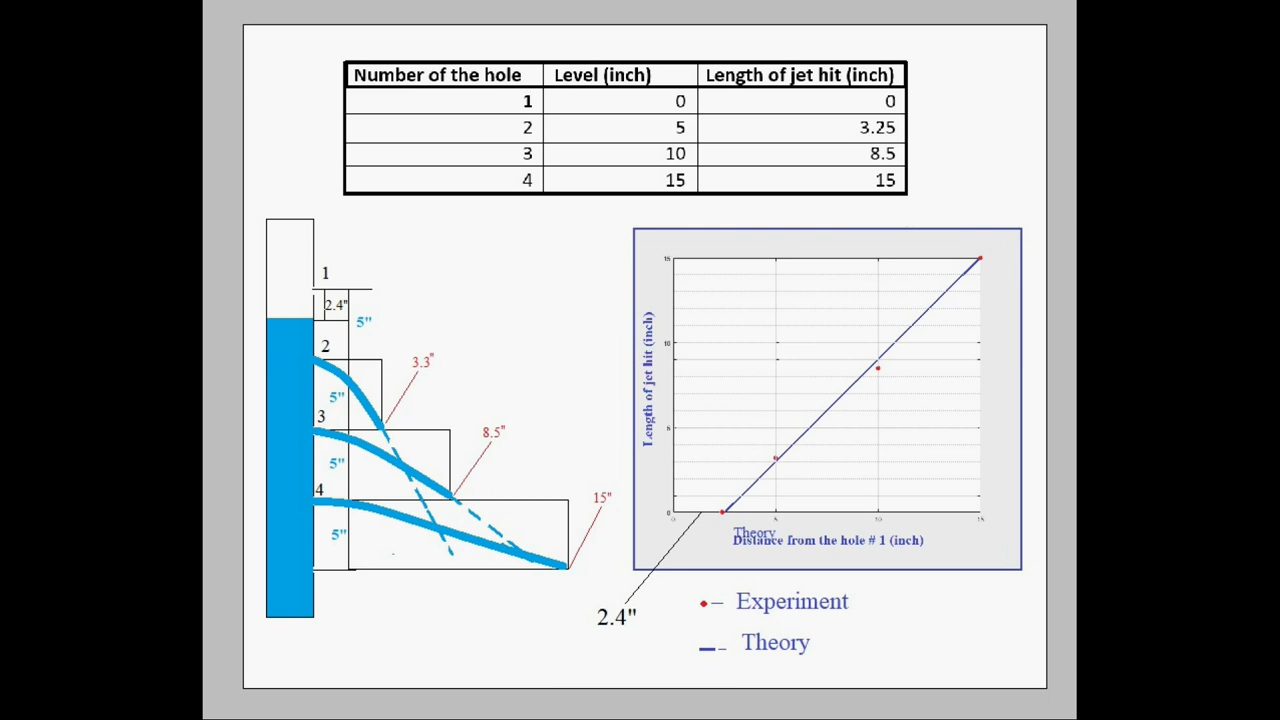 Number of the hole Level (inch) Length of jet hit (inch)
1 0 0
2 5 3.25
3 10 8.5
4 15 15
1
2.4"
5"
2
3.3"
5"
3
8.5"
5"
4
15"
5"
Length of jet hit (inch)
15
10
5
0
0 5 10 15
Theory
Distance from the hole # 1 (inch)
2.4"
– Experiment
– Theory